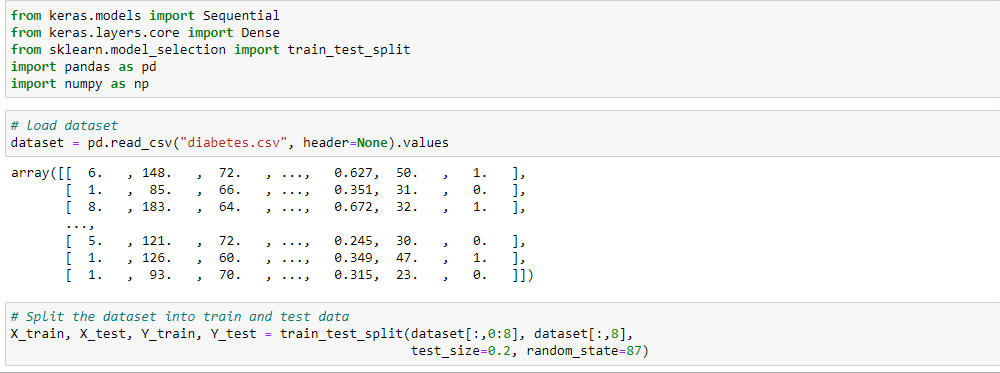 from keras.models import Sequential
from keras.layers.core import Dense
from sklearn.model_selection import train_test_split
import pandas as pd
import numpy as np
# load dataset
dataset = pd.read_csv("diabetes.csv", header=None).values
array([[  6.   , 148.   ,  72.   , ...,   0.627,  50.   ,   1.   ],
       [  1.   ,  85.   ,  66.   , ...,   0.351,  31.   ,   0.   ],
       [  8.   , 183.   ,  64.   , ...,   0.672,  32.   ,   1.   ],
       ...,
       [  5.   , 121.   ,  72.   , ...,   0.245,  30.   ,   0.   ],
       [  1.   , 126.   ,  60.   , ...,   0.349,  47.   ,   1.   ],
       [  1.   ,  93.   ,  70.   , ...,   0.315,  23.   ,   0.   ]])
# Split the dataset into train and test data
X_train, X_test, Y_train, Y_test = train_test_split(dataset[:,0:8], dataset[:,8],
                                                    test_size=0.2, random_state=87)